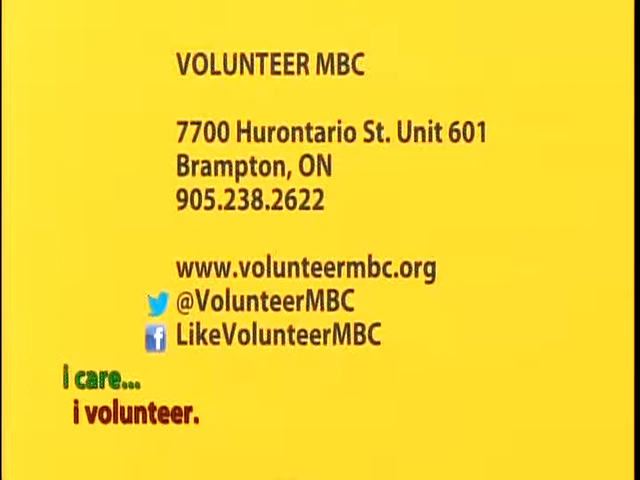 VOLUNTEER MBC
7700 Hurontario St. Unit 601
Brampton, ON
905.238.2622
www.volunteermbc.org
@VolunteerMBC
LikeVolunteerMBC
i care...
i volunteer.